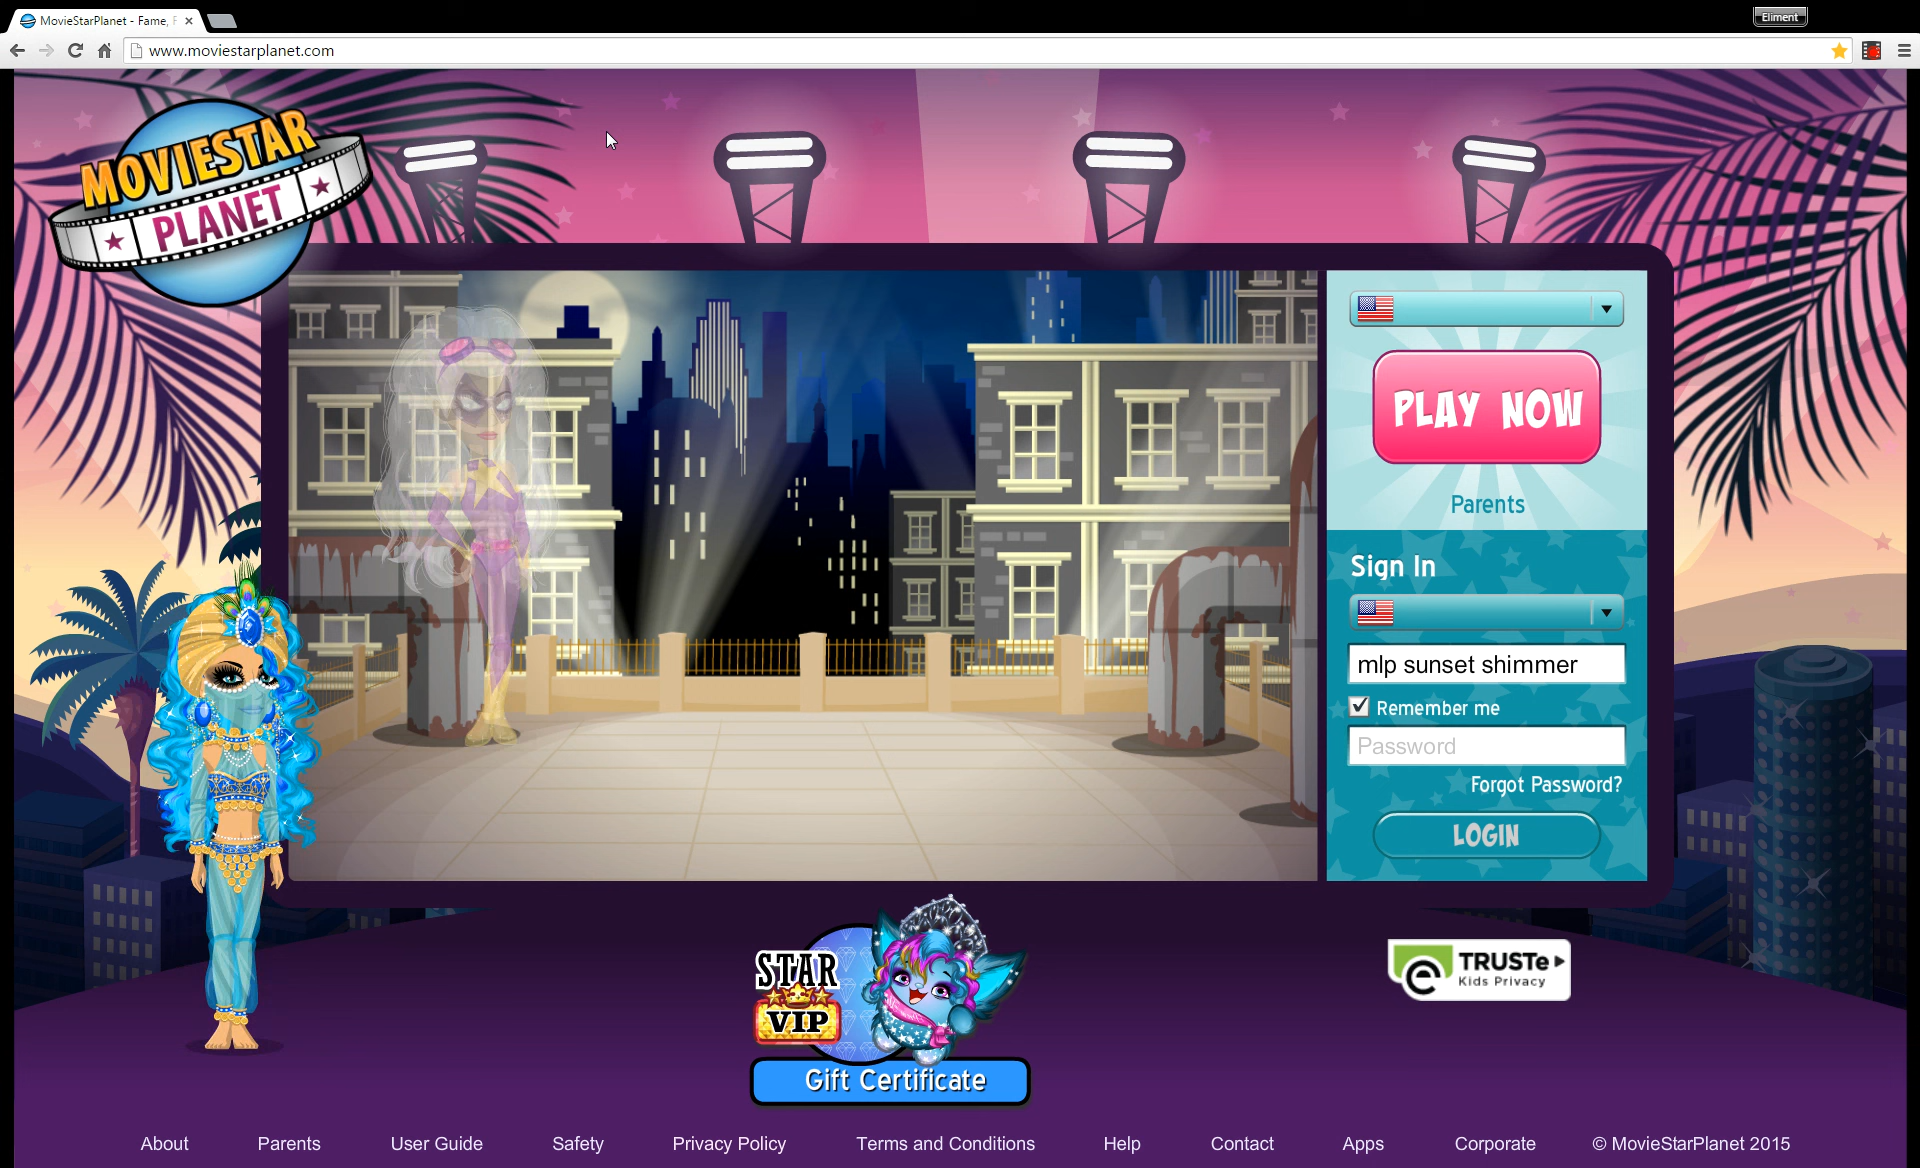 MovieStarPlanet - Fame, F
Eliment
www.moviestarplanet.com
MOVIESTAR
PLANET
PLAY NOW
Parents
Sign In
mlp sunset shimmer
Remember me
Password
Forgot Password?
LOGIN
STAR
VIP
Gift Certificate
TRUSTe
Kids Privacy
About Parents User Guide Safety Privacy Policy Terms and Conditions Help Contact Apps Corporate © MovieStarPlanet 2015